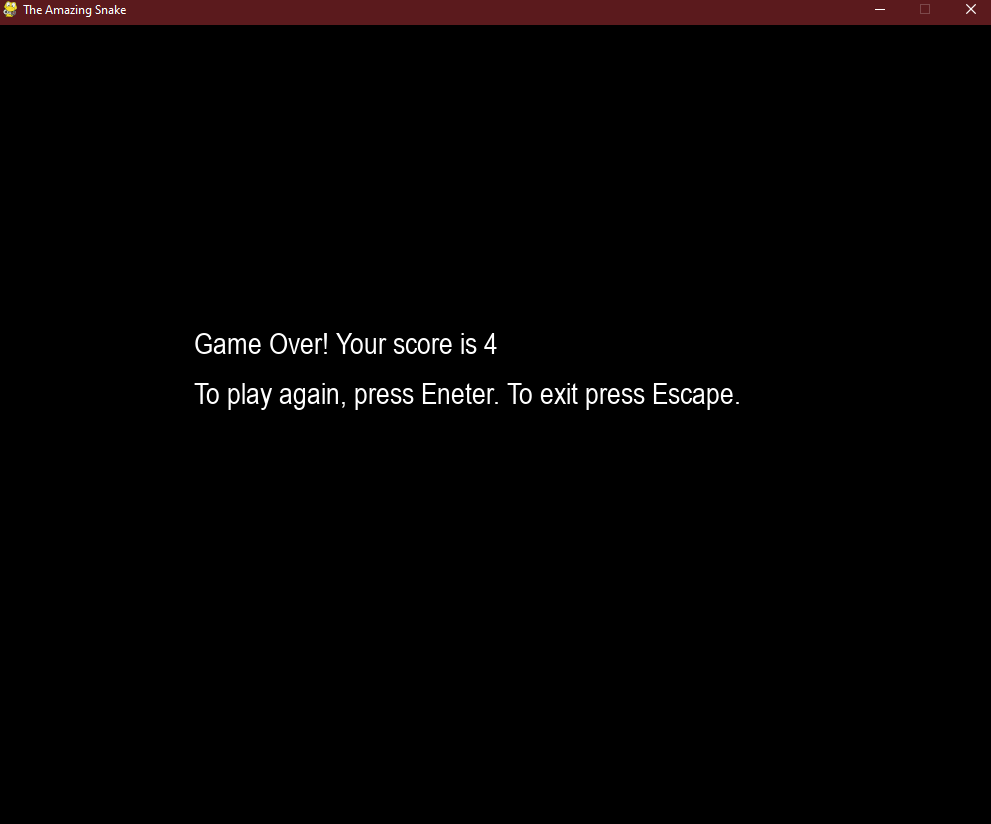 The Amazing Snake
Game Over! Your score is 4
To play again, press Eneter. To exit press Escape.